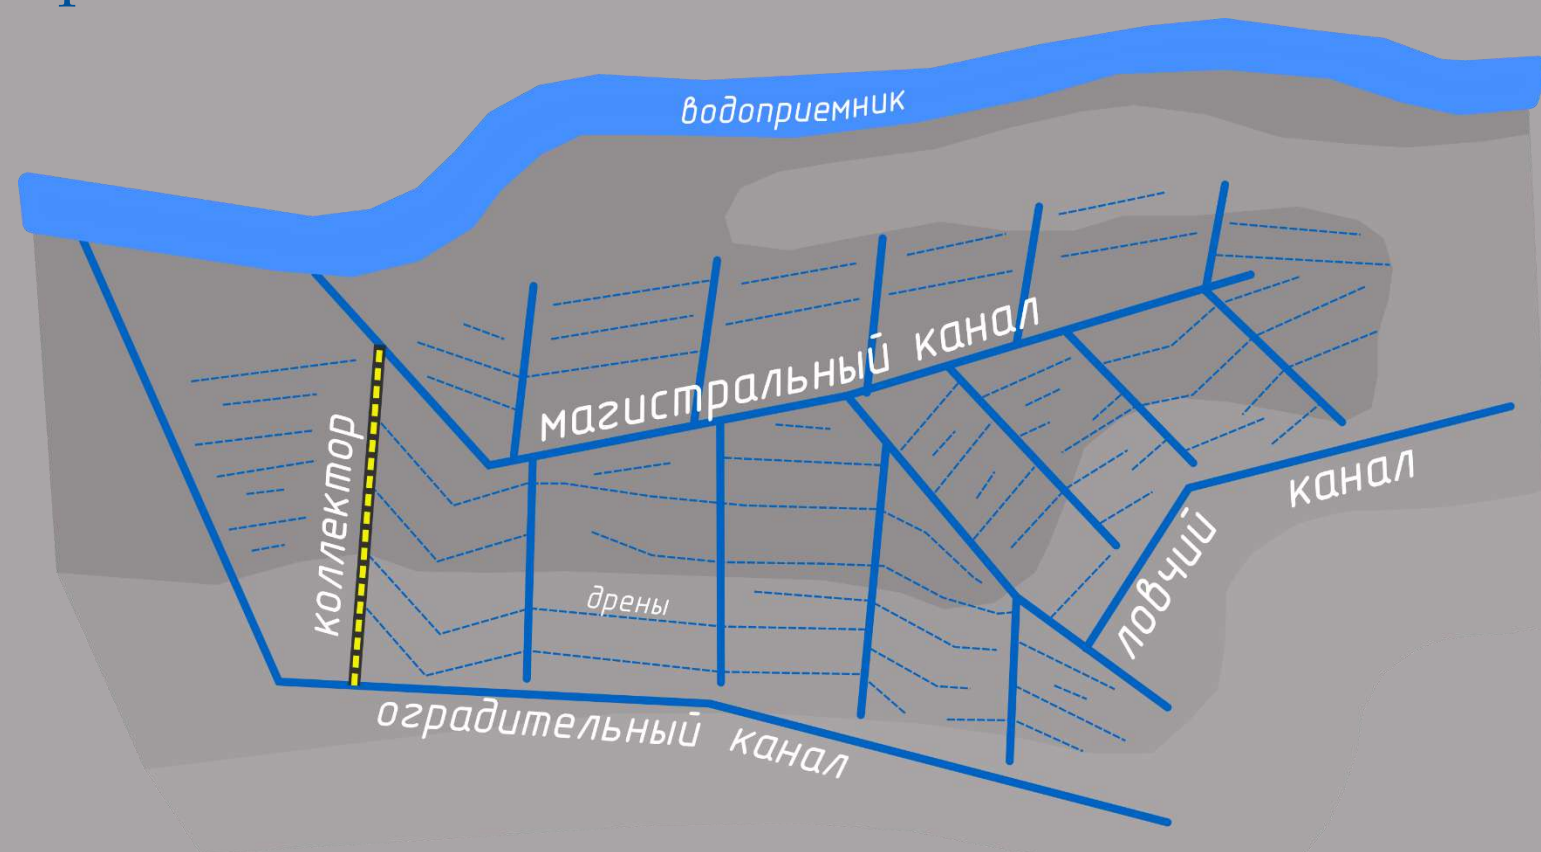 водоприемник
магистральный канал
коллектор
дрены
ловчий канал
оградительный канал